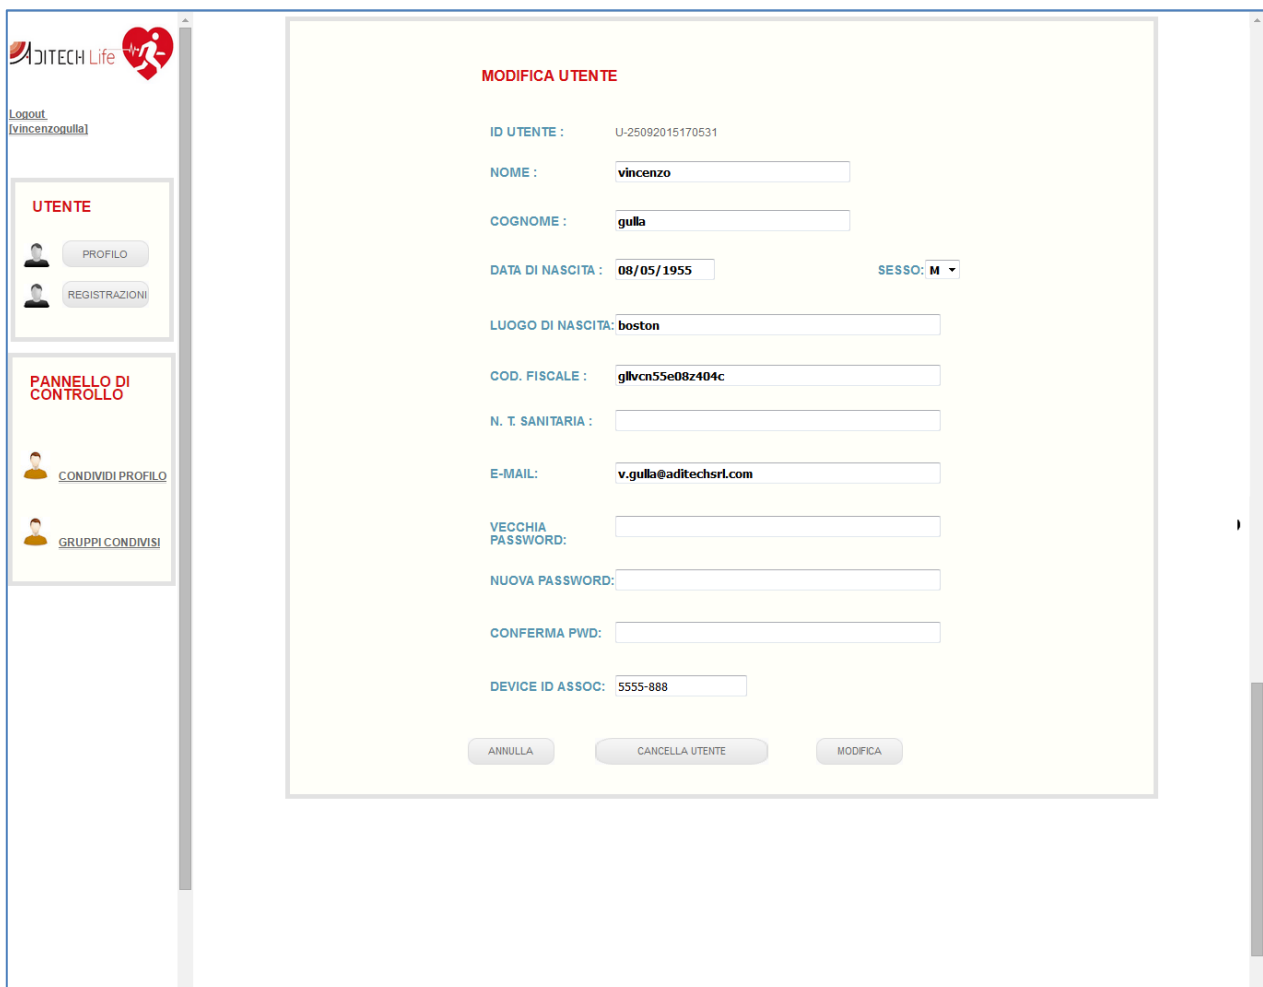 ADITECH Life
Logout
[vincenzogulla]
UTENTE
PROFILO
REGISTRAZIONI
PANNELLO DI
CONTROLLO
CONDIVIDI PROFILO
GRUPPI CONDIVISI
MODIFICA UTENTE
ID UTENTE : U-25092015170531
NOME : vincenzo
COGNOME : gulla
DATA DI NASCITA : 08/05/1955 SESSO: M
LUOGO DI NASCITA: boston
COD. FISCALE : gllvcn55e08z404c
N. T. SANITARIA :
E-MAIL: v.gulla@aditechsrl.com
VECCHIA
PASSWORD:
NUOVA PASSWORD:
CONFERMA PWD:
DEVICE ID ASSOC: 5555-888
ANNULLA CANCELLA UTENTE MODIFICA